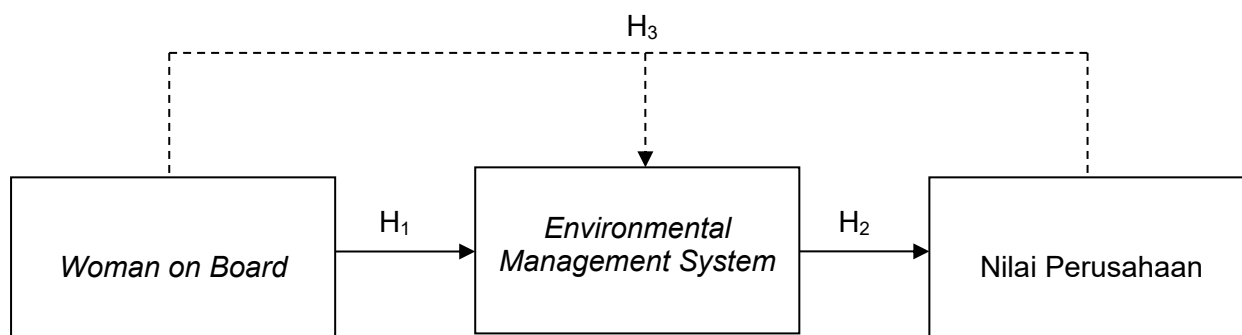 H₃
Woman on Board
H₁
Environmental
Management System
H₂
Nilai Perusahaan